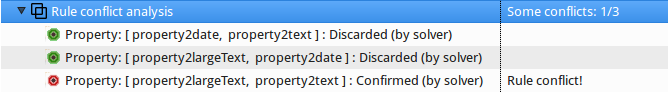 Rule conflict analysis Some conflicts: 1/3
Property: [ property2date, property2text ] : Discarded (by solver)
Property: [ property2largeText, property2date ] : Discarded (by solver)
Property: [ property2largeText, property2text ] : Confirmed (by solver) Rule conflict!